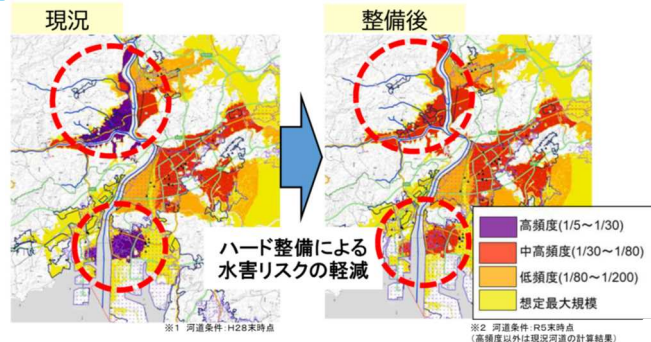 現況
整備後
ハード整備による
水害リスクの軽減
高頻度(1/5～1/30)
中高頻度(1/30～1/80)
低頻度(1/80～1/200)
想定最大規模
※1 河道条件:H28末時点
※2 河道条件:R5末時点
(高頻度以外は現況河道の計算結果)